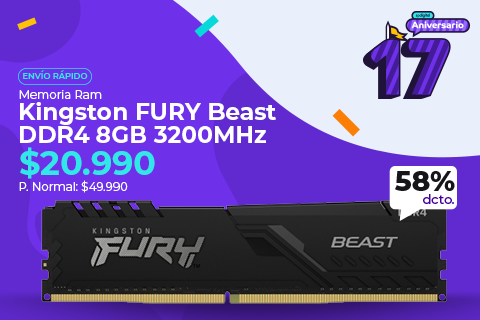 Aniversario
17
ENVÍO RÁPIDO
Memoria Ram
Kingston FURY Beast
DDR4 8GB 3200MHz
$20.990
P. Normal: $49.990
58%
dcto.
DR4
KINGSTON
FURY
BEAST